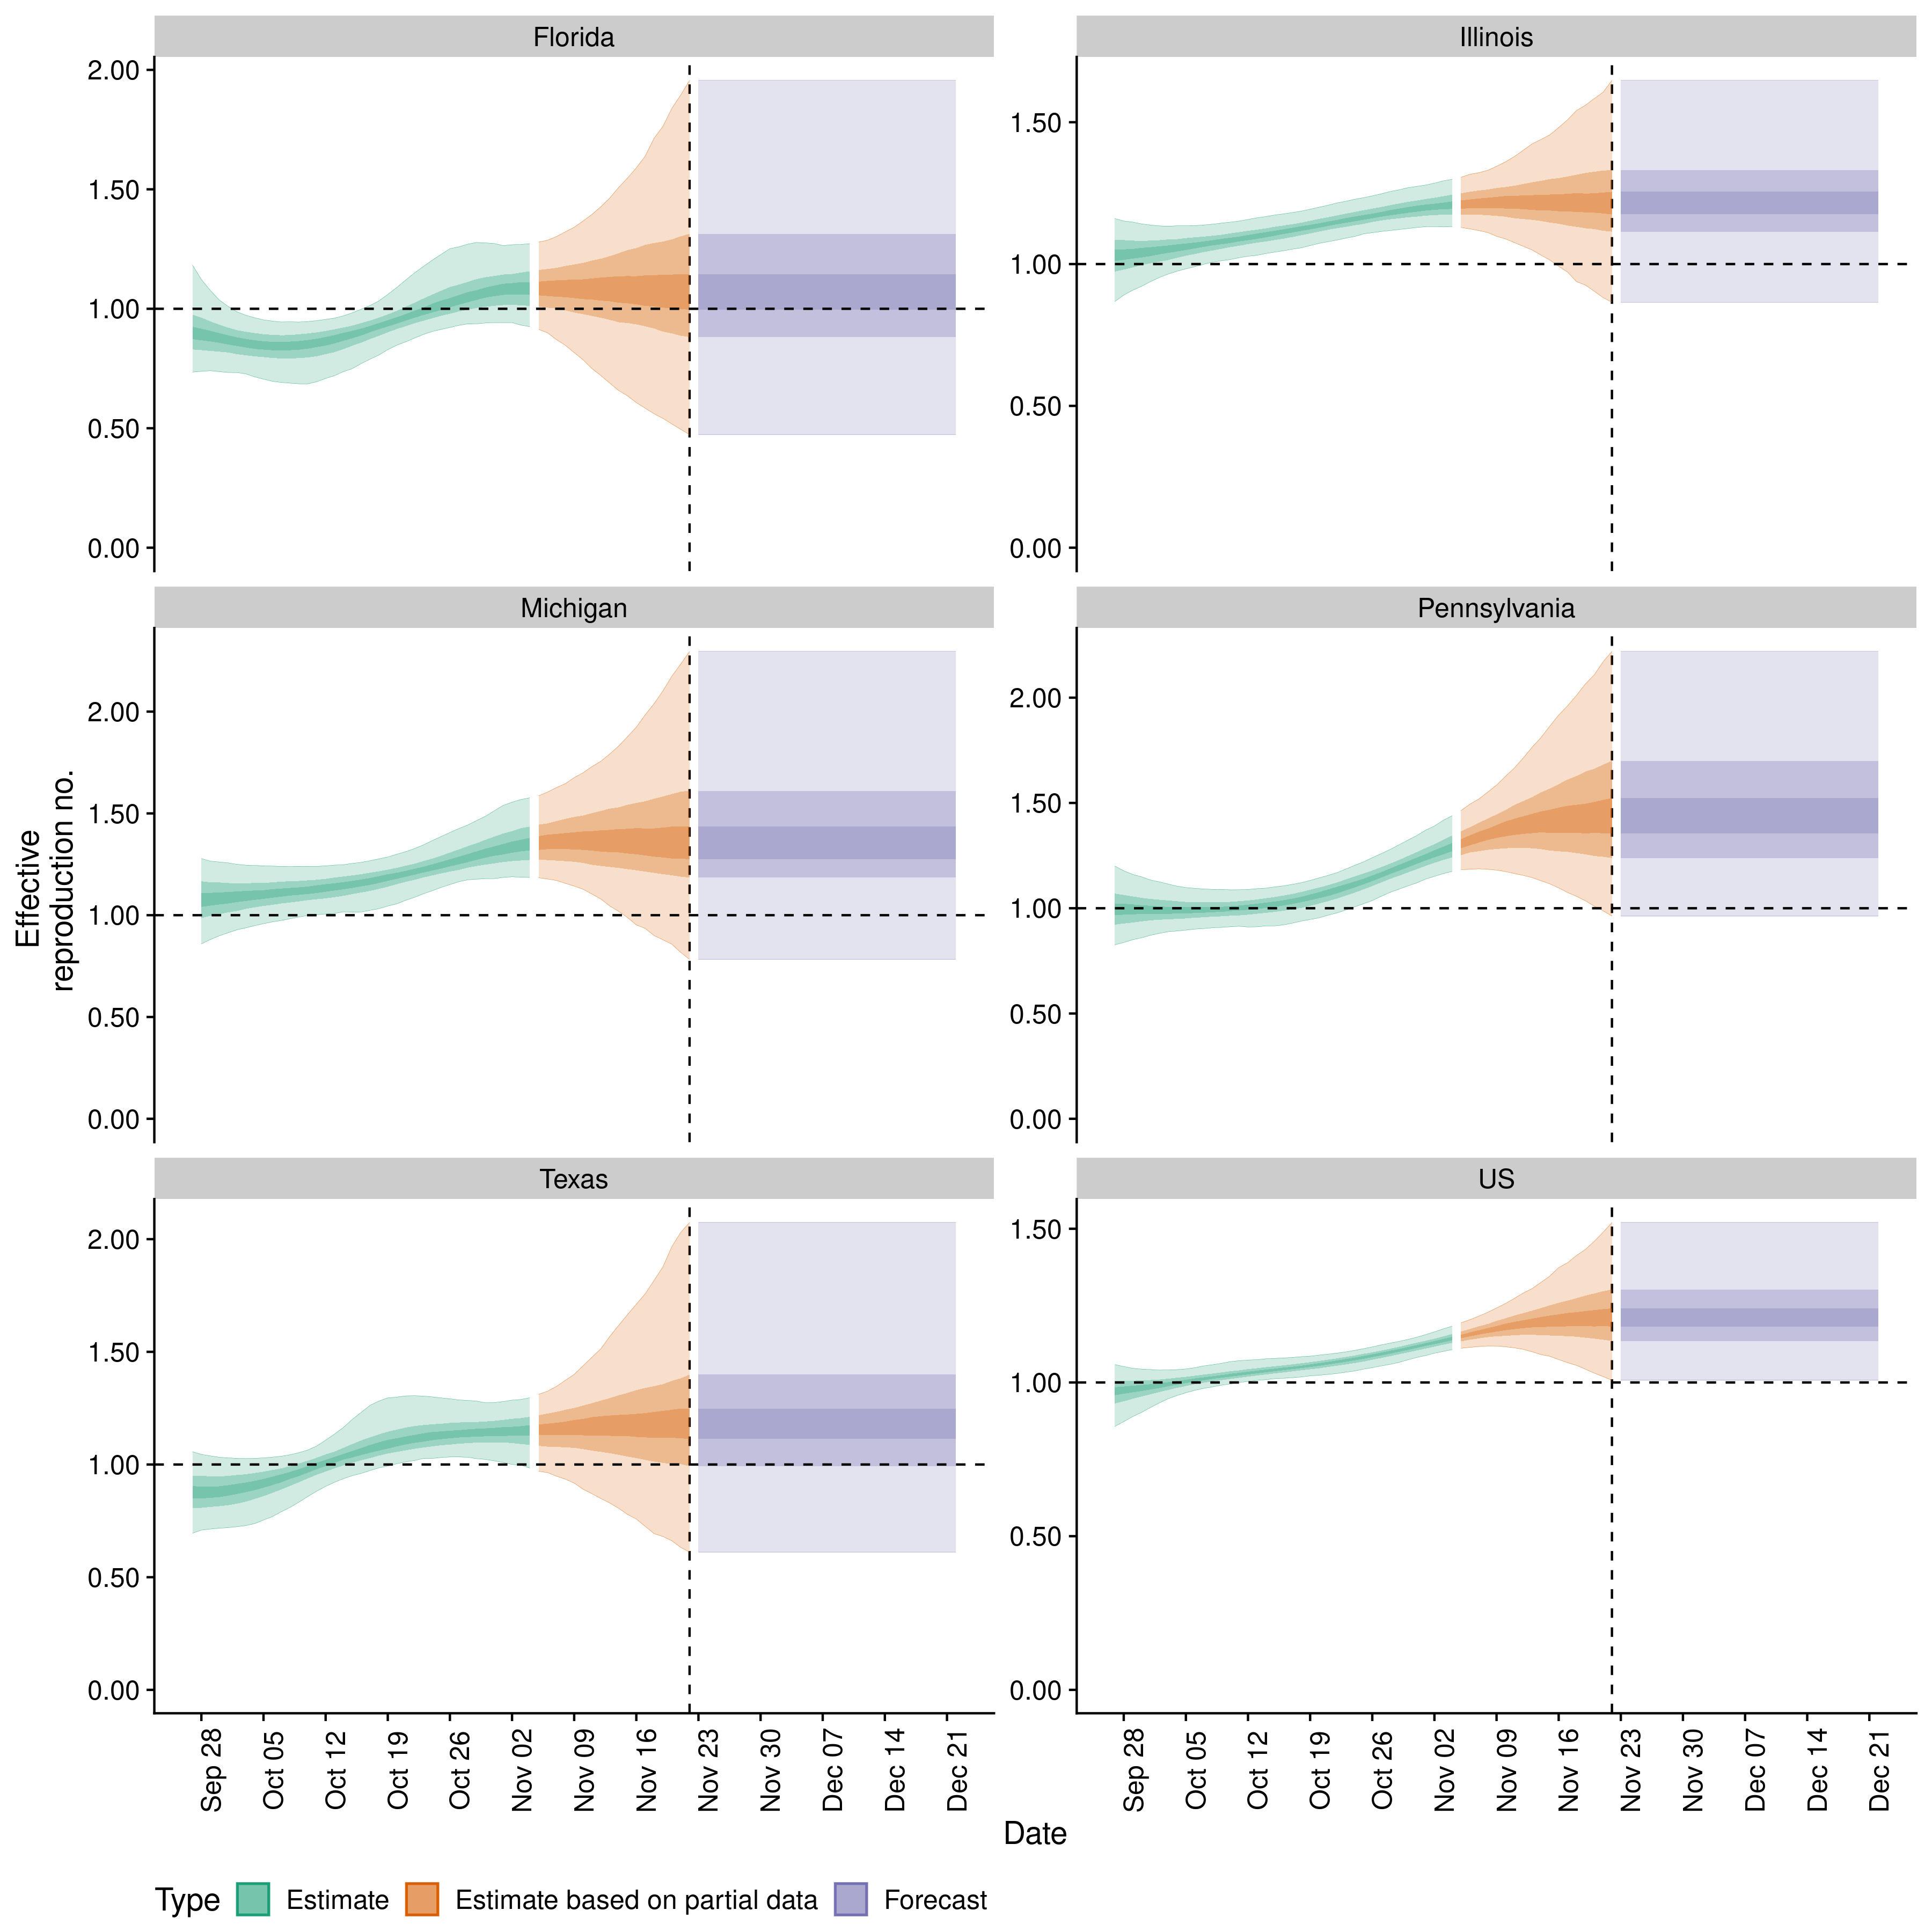 Florida
Illinois
2.00
1.50
1.00
0.50
0.00
1.50
1.00
0.50
0.00
Michigan
Pennsylvania
2.00
1.50
1.00
0.50
0.00
2.00
1.50
1.00
0.50
0.00
Effective
reproduction no.
Texas
US
2.00
1.50
1.00
0.50
0.00
1.50
1.00
0.50
0.00
Sep 28
Oct 05
Oct 12
Oct 19
Oct 26
Nov 02
Nov 09
Nov 16
Nov 23
Nov 30
Dec 07
Dec 14
Dec 21
Sep 28
Oct 05
Oct 12
Oct 19
Oct 26
Nov 02
Nov 09
Nov 16
Nov 23
Nov 30
Dec 07
Dec 14
Dec 21
Date
Type Estimate Estimate based on partial data Forecast